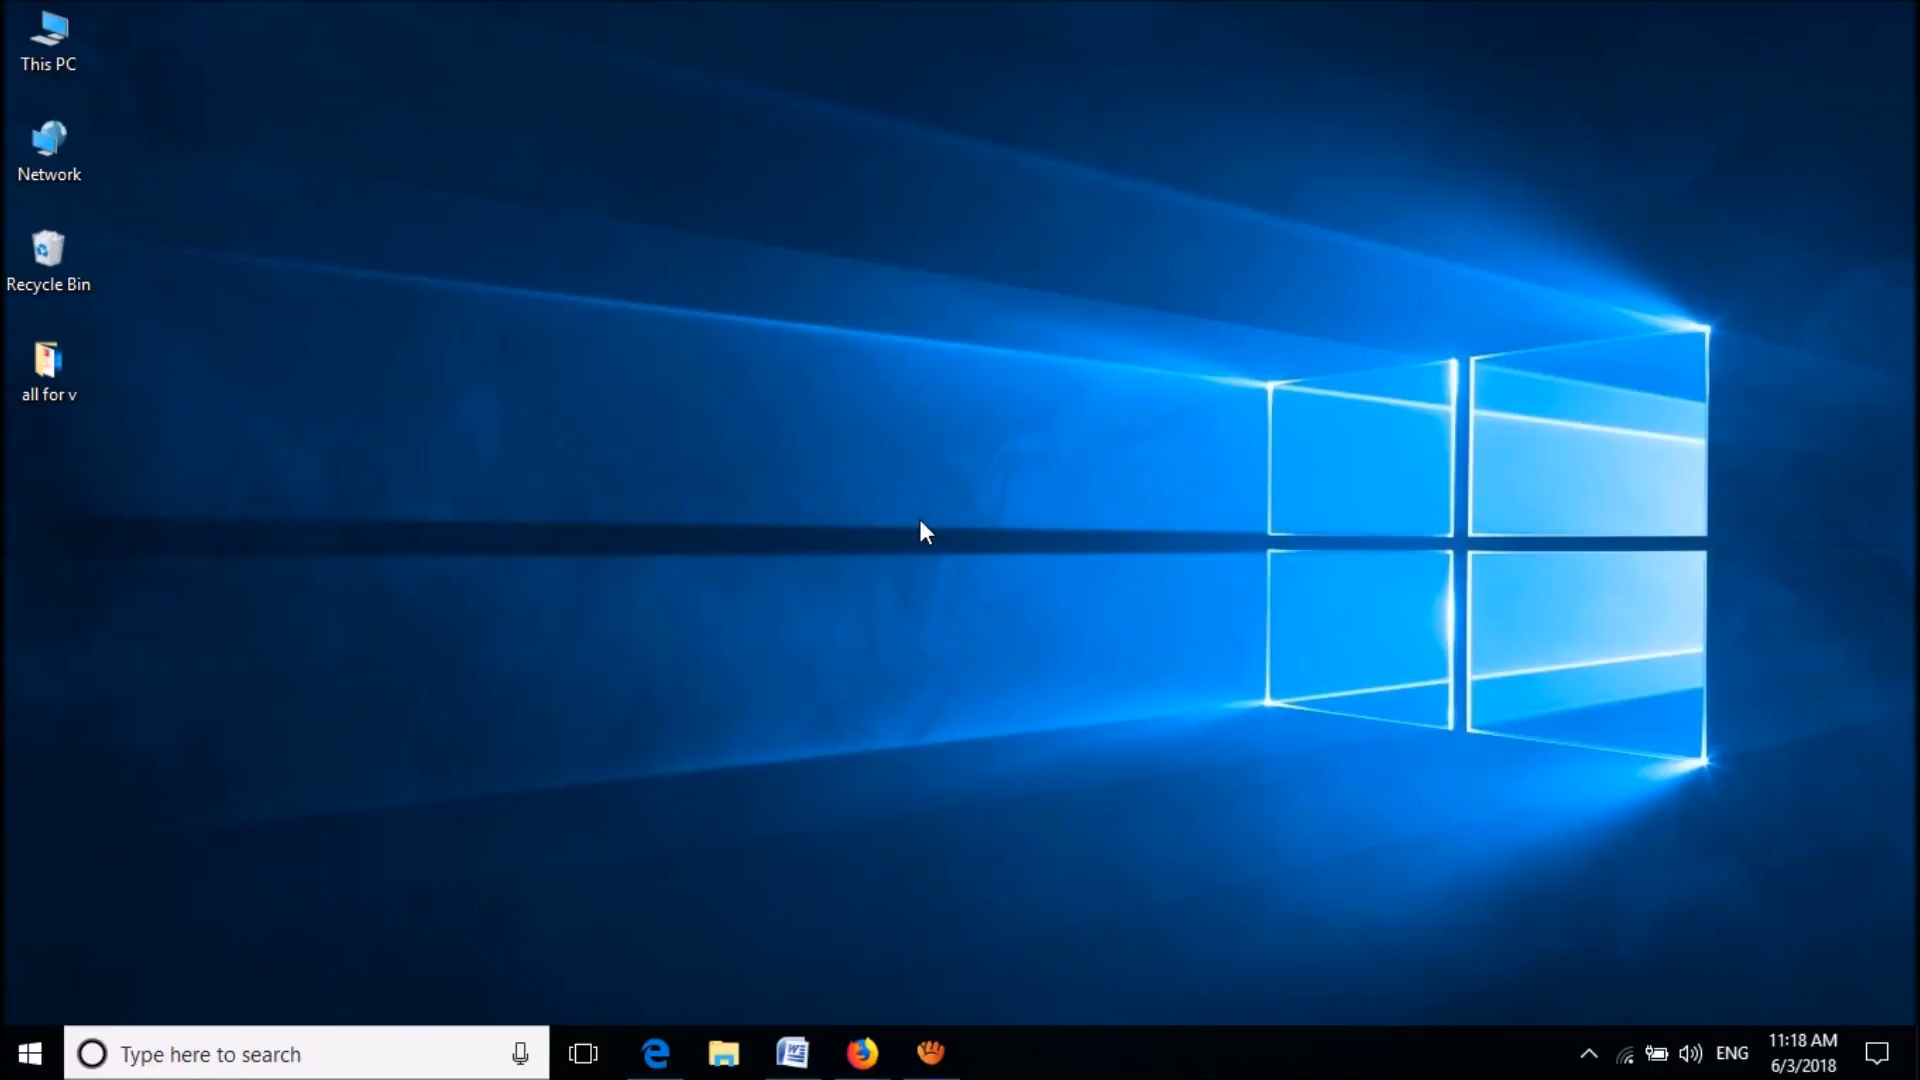 This PC
Network
Recycle Bin
all for v
Type here to search
ENG
11:18 AM
6/3/2018